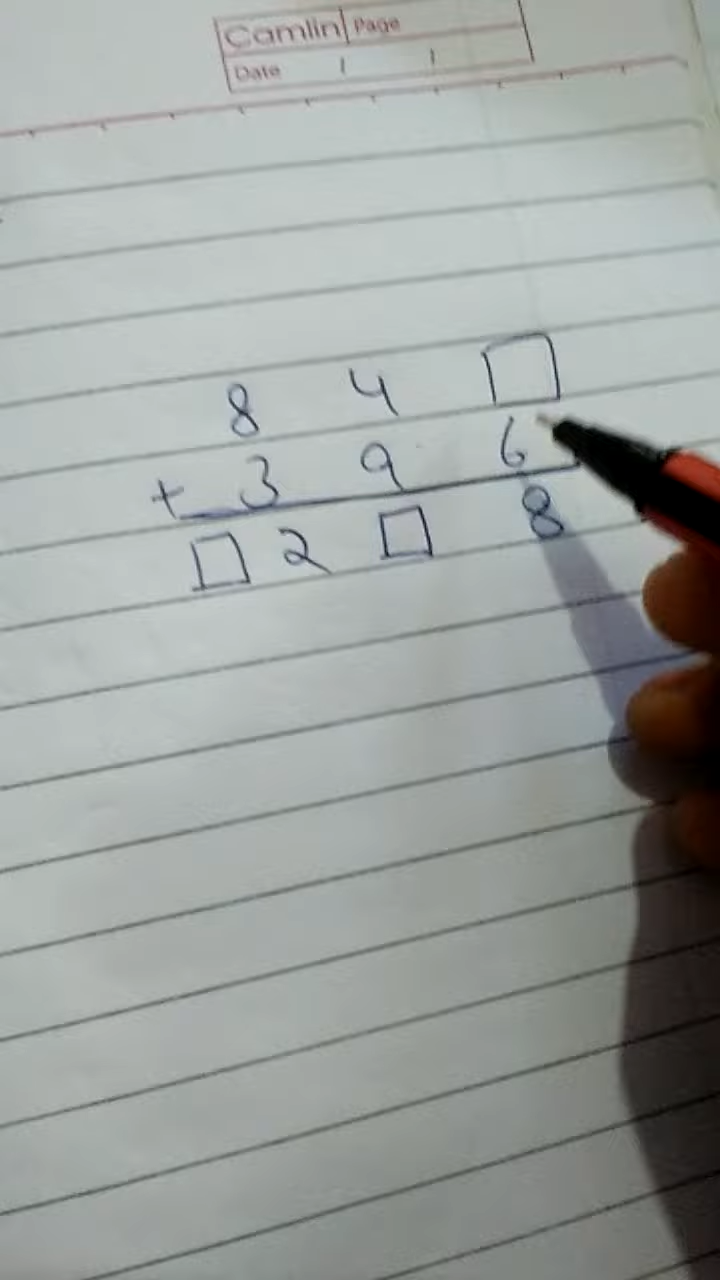 Camlin Page
Date / /
8 4 □
+ 3 9 6
□ 2 □ 8